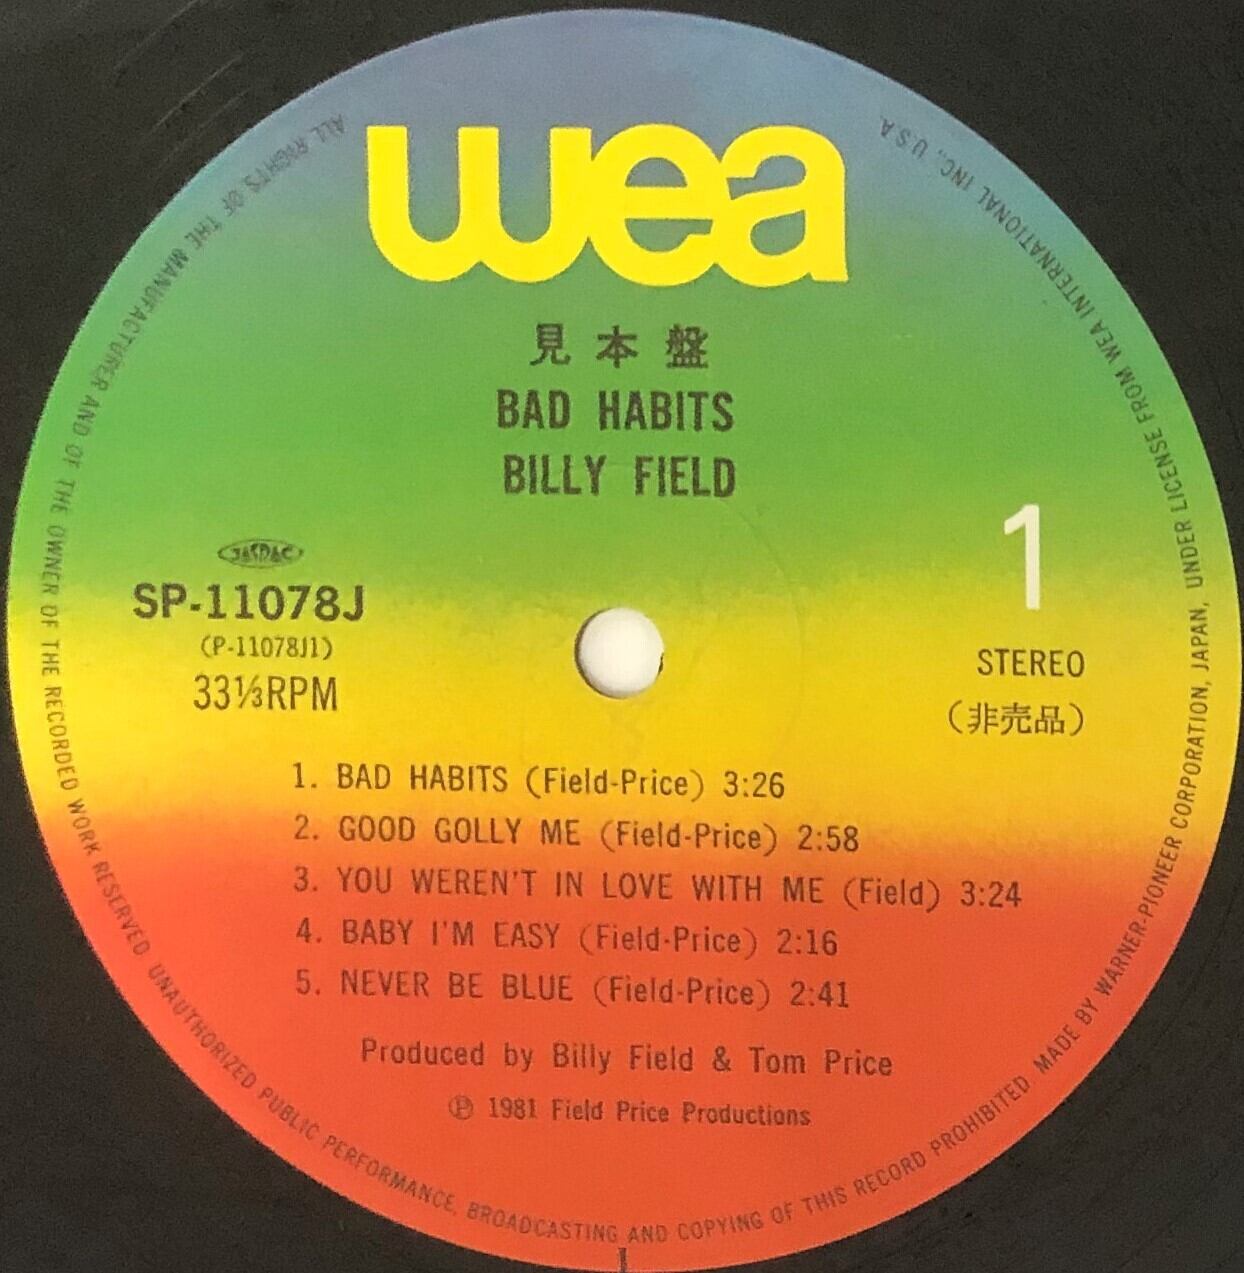 wea
見本盤
BAD HABITS
BILLY FIELD
JASRAC
SP-11078J
(P-11078J1)
33⅓RPM
1
STEREO
(非売品)
1. BAD HABITS (Field-Price) 3:26
2. GOOD GOLLY ME (Field-Price) 2:58
3. YOU WEREN'T IN LOVE WITH ME (Field) 3:24
4. BABY I'M EASY (Field-Price) 2:16
5. NEVER BE BLUE (Field-Price) 2:41
Produced by Billy Field & Tom Price
Ⓟ 1981 Field Price Productions
ALL RIGHTS OF THE MANUFACTURER AND OF THE OWNER OF THE RECORDED WORK RESERVED UNAUTHORIZED PUBLIC PERFORMANCE, BROADCASTING AND COPYING OF THIS RECORD PROHIBITED MADE BY WARNER-PIONEER CORPORATION, JAPAN, UNDER LICENSE FROM WEA INTERNATIONAL INC., U.S.A.